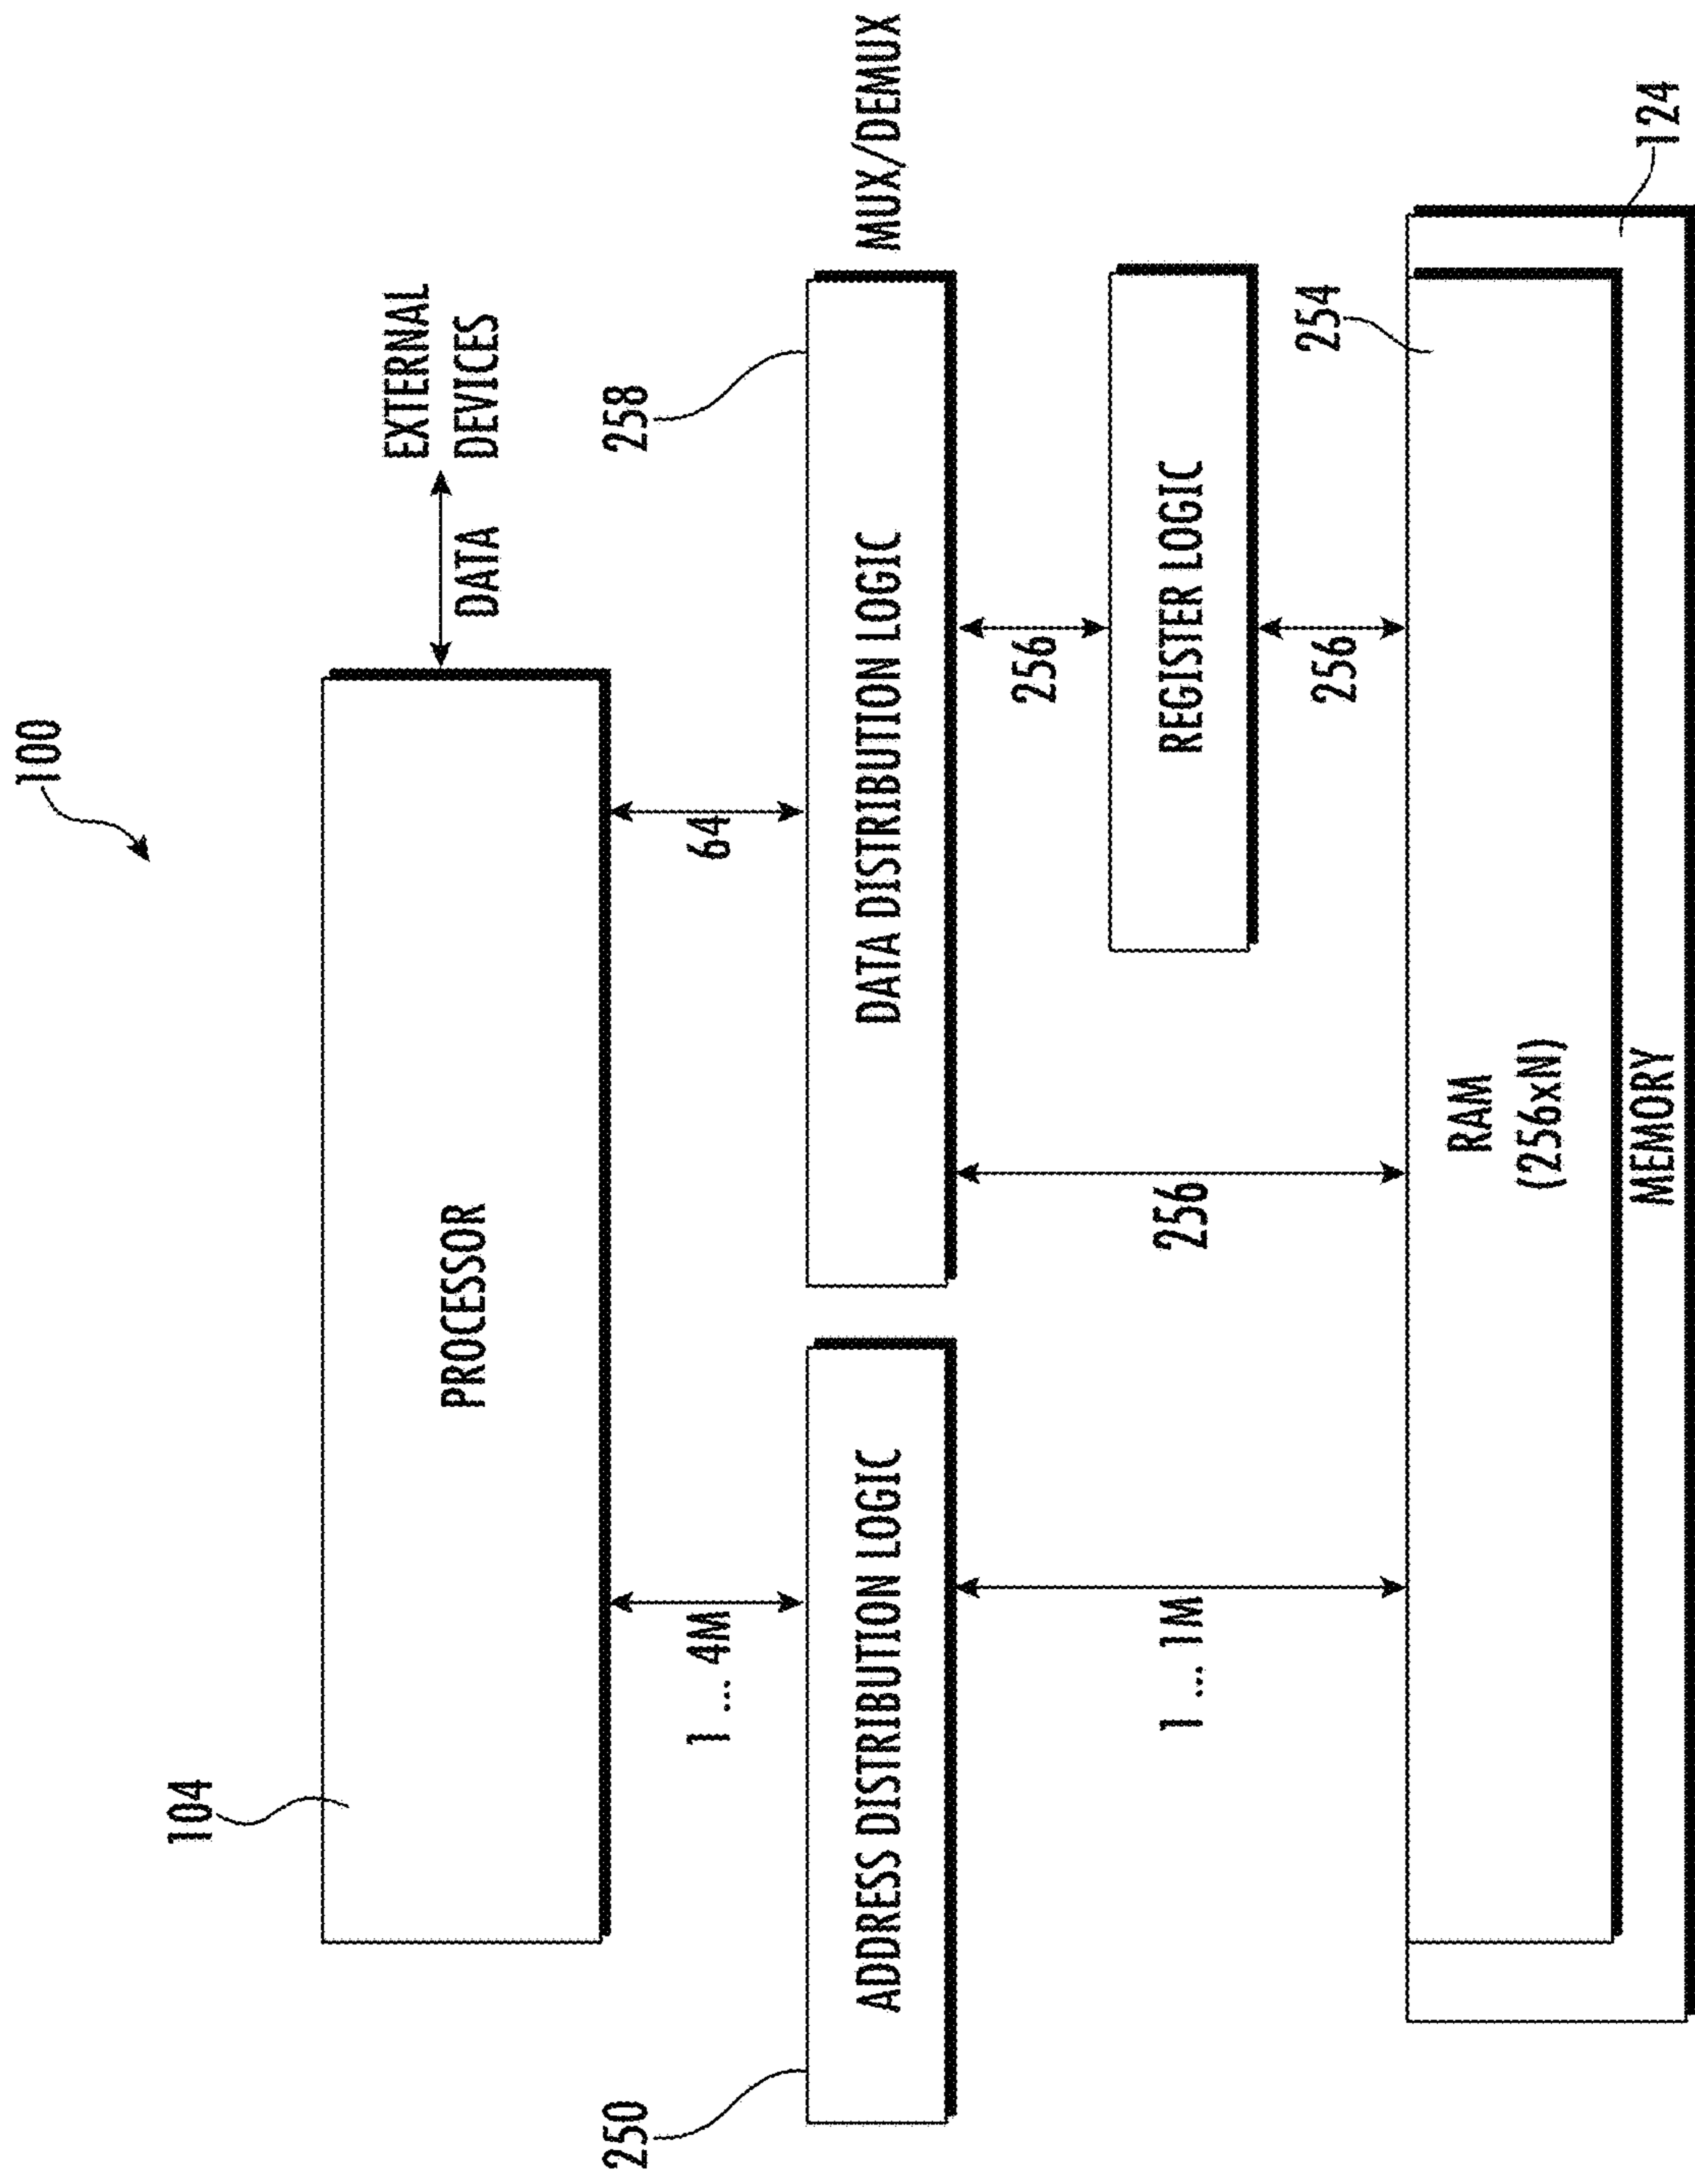 100
104
PROCESSOR
DATA
EXTERNAL
DEVICES
1 ... 4M
64
250
258
ADDRESS DISTRIBUTION LOGIC
DATA DISTRIBUTION LOGIC
MUX/DEMUX
1 ... 1M
256
256
REGISTER LOGIC
256
254
RAM
(256xN)
MEMORY
124